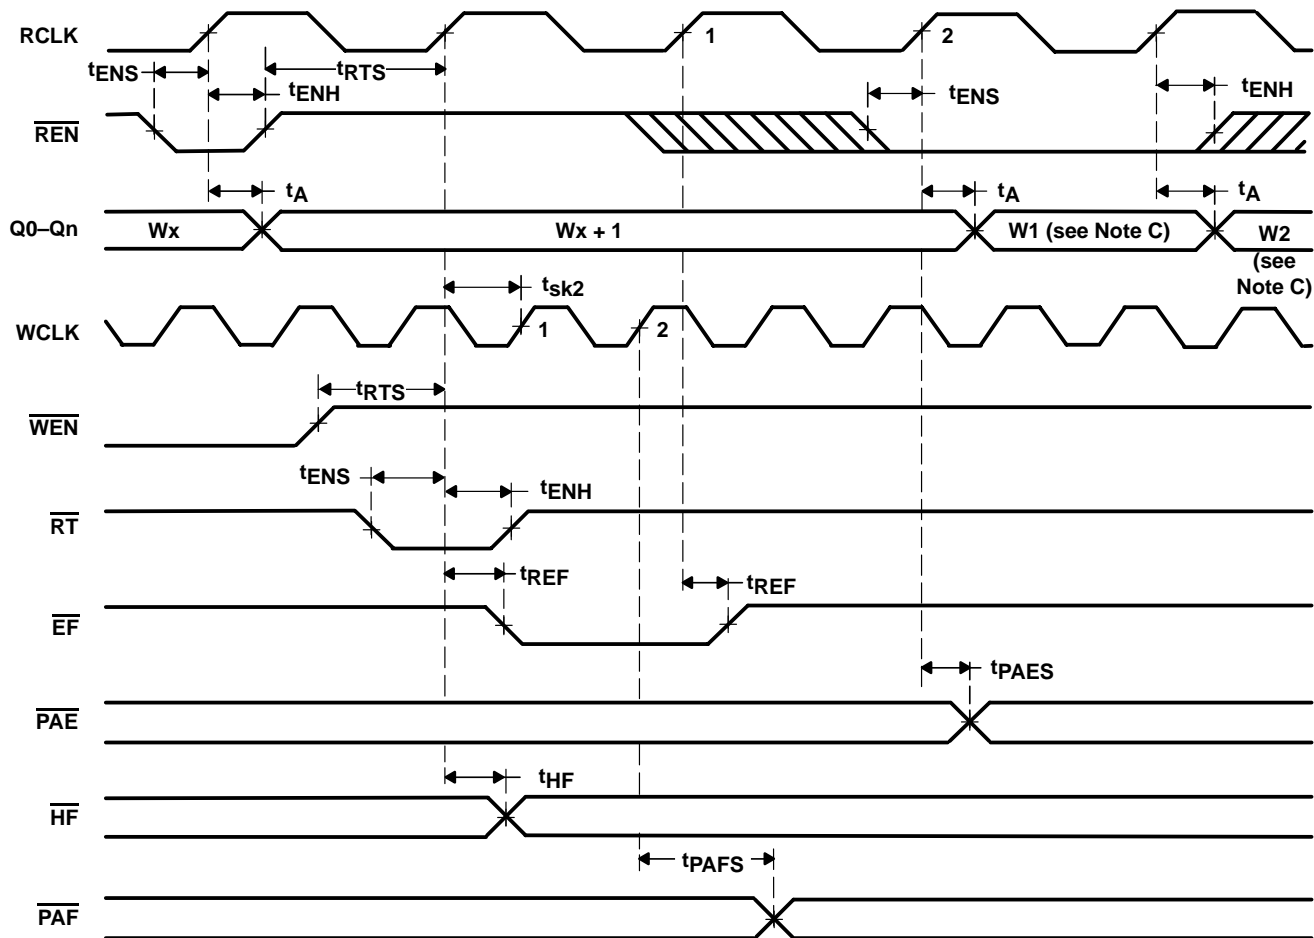 RCLK
1
2
tENS
tRTS
tENH
tENS
tENH
REN
tA
tA
tA
Q0–Qn
Wx
Wx + 1
W1 (see Note C)
W2
(see
Note C)
tsk2
WCLK
1
2
tRTS
WEN
tENS
tENH
RT
tREF
tREF
EF
tPAES
PAE
tHF
HF
tPAFS
PAF